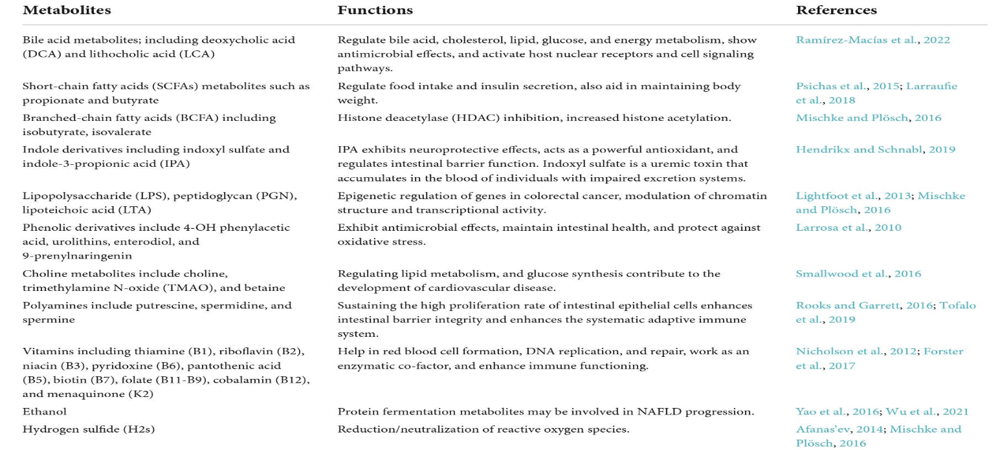 Metabolites Functions References
Bile acid metabolites; including deoxycholic acid Regulate bile acid, cholesterol, lipid, glucose, and energy metabolism, show Ramírez-Macías et al., 2022
(DCA) and lithocholic acid (LCA) antimicrobial effects, and activate host nuclear receptors and cell signaling
pathways.
Short-chain fatty acids (SCFAs) metabolites such as Regulate food intake and insulin secretion, also aid in maintaining body Psichas et al., 2015; Larraufie
propionate and butyrate weight. et al., 2018
Branched-chain fatty acids (BCFA) including Histone deacetylase (HDAC) inhibition, increased histone acetylation. Mischke and Plösch, 2016
isobutyrate, isovalerate
Indole derivatives including indoxyl sulfate and IPA exhibits neuroprotective effects, acts as a powerful antioxidant, and Hendrikx and Schnabl, 2019
indole-3-propionic acid (IPA) regulates intestinal barrier function. Indoxyl sulfate is a uremic toxin that
accumulates in the blood of individuals with impaired excretion systems.
Lipopolysaccharide (LPS), peptidoglycan (PGN), Epigenetic regulation of genes in colorectal cancer, modulation of chromatin Lightfoot et al., 2013; Mischke
lipoteichoic acid (LTA) structure and transcriptional activity. and Plösch, 2016
Phenolic derivatives include 4-OH phenylacetic Exhibit antimicrobial effects, maintain intestinal health, and protect against Larrosa et al., 2010
acid, urolithins, enterodiol, and oxidative stress.
9-prenylnaringenin
Choline metabolites include choline, Regulating lipid metabolism, and glucose synthesis contribute to the Smallwood et al., 2016
trimethylamine N-oxide (TMAO), and betaine development of cardiovascular disease.
Polyamines include putrescine, spermidine, and Sustaining the high proliferation rate of intestinal epithelial cells enhances Rooks and Garrett, 2016; Tofalo
spermine intestinal barrier integrity and enhances the systematic adaptive immune et al., 2019
system.
Vitamins including thiamine (B1), riboflavin (B2), Help in red blood cell formation, DNA replication, and repair, work as an Nicholson et al., 2012; Forster
niacin (B3), pyridoxine (B6), pantothenic acid enzymatic co-factor, and enhance immune functioning. et al., 2017
(B5), biotin (B7), folate (B11-B9), cobalamin (B12),
and menaquinone (K2)
Ethanol Protein fermentation metabolites may be involved in NAFLD progression. Yao et al., 2016; Wu et al., 2021
Hydrogen sulfide (H2s) Reduction/neutralization of reactive oxygen species. Afanas'ev, 2014; Mischke and
Plösch, 2016